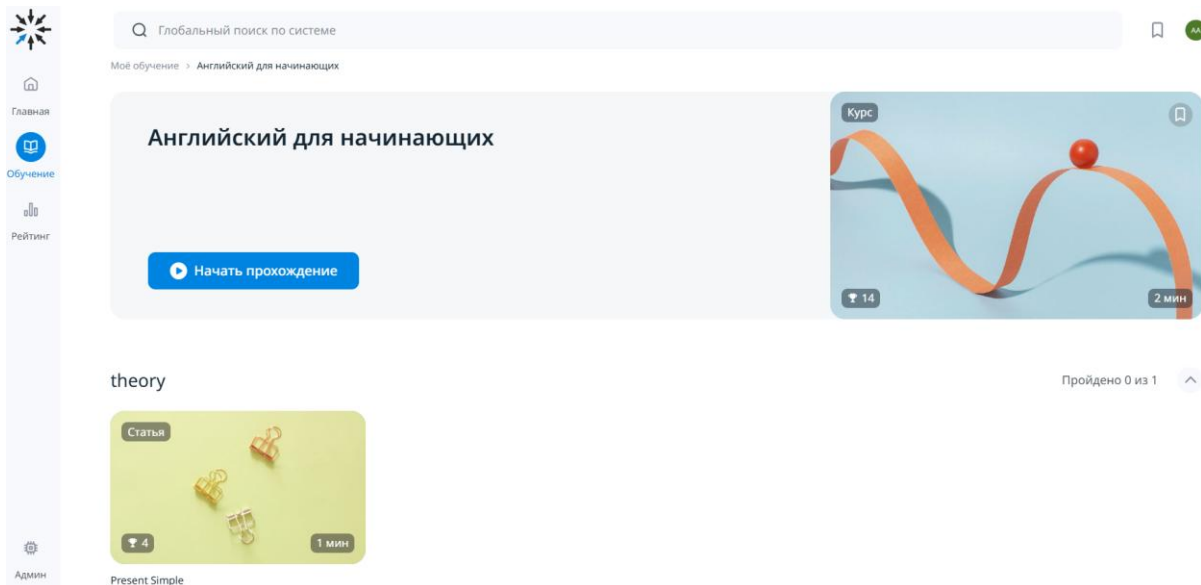 Глобальный поиск по системе
АА
Моё обучение > Английский для начинающих
Главная
Обучение
Рейтинг
Админ
Английский для начинающих
Начать прохождение
Курс
14
2 мин
theory
Пройдено 0 из 1
Статья
4
1 мин
Present Simple